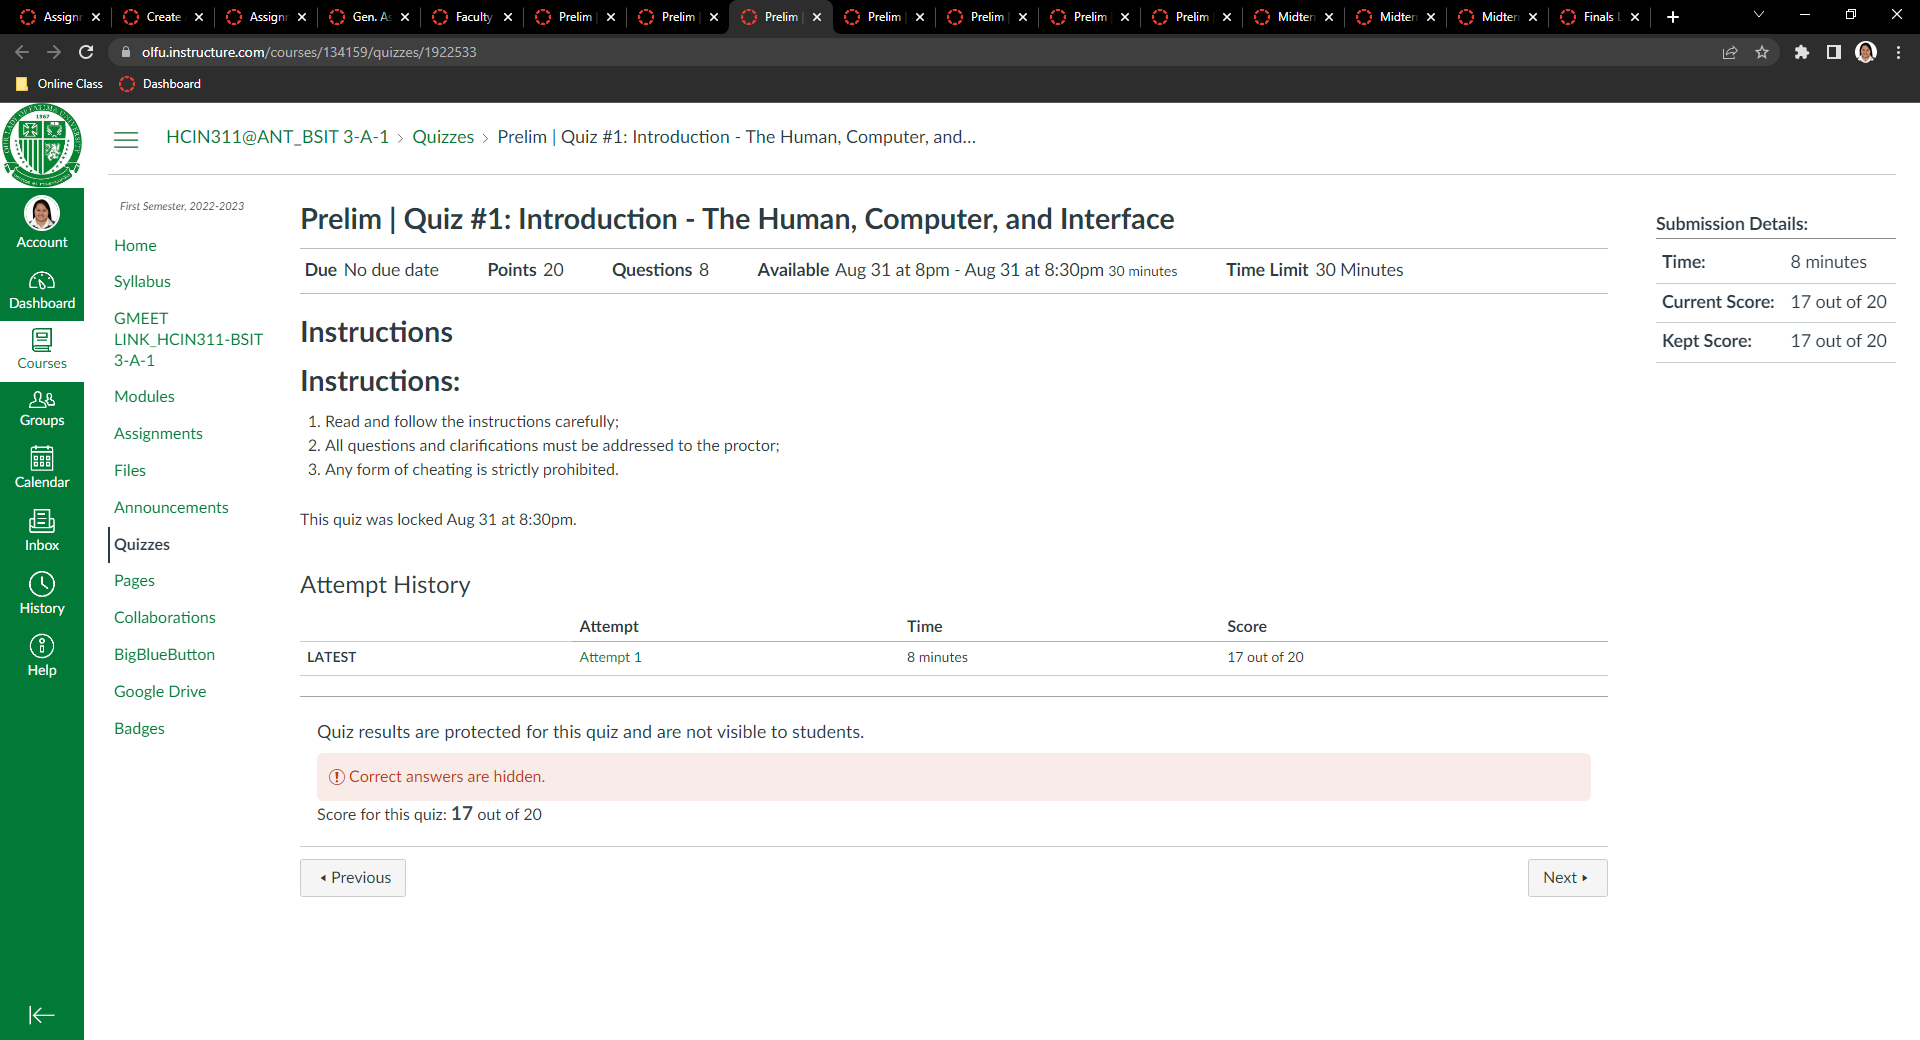 Assignr
Create
Assignr
Gen. As
Faculty
Prelim |
Prelim |
Prelim |
Prelim |
Prelim |
Prelim |
Prelim |
Midterr
Midterr
Midterr
Finals L
olfu.instructure.com/courses/134159/quizzes/1922533
Online Class
Dashboard
1967
HCIN311@ANT_BSIT 3-A-1 › Quizzes › Prelim | Quiz #1: Introduction - The Human, Computer, and...
Account
Dashboard
Courses
Groups
Calendar
Inbox
History
Help
First Semester, 2022-2023
Home
Syllabus
GMEET
LINK_HCIN311-BSIT
3-A-1
Modules
Assignments
Files
Announcements
Quizzes
Pages
Collaborations
BigBlueButton
Google Drive
Badges
Prelim | Quiz #1: Introduction - The Human, Computer, and Interface
Due No due date Points 20 Questions 8 Available Aug 31 at 8pm - Aug 31 at 8:30pm 30 minutes Time Limit 30 Minutes
Instructions
Instructions:
1. Read and follow the instructions carefully;
2. All questions and clarifications must be addressed to the proctor;
3. Any form of cheating is strictly prohibited.
This quiz was locked Aug 31 at 8:30pm.
Attempt History
Attempt Time Score
LATEST Attempt 1 8 minutes 17 out of 20
Quiz results are protected for this quiz and are not visible to students.
Correct answers are hidden.
Score for this quiz: 17 out of 20
Previous
Next
Submission Details:
Time: 8 minutes
Current Score: 17 out of 20
Kept Score: 17 out of 20